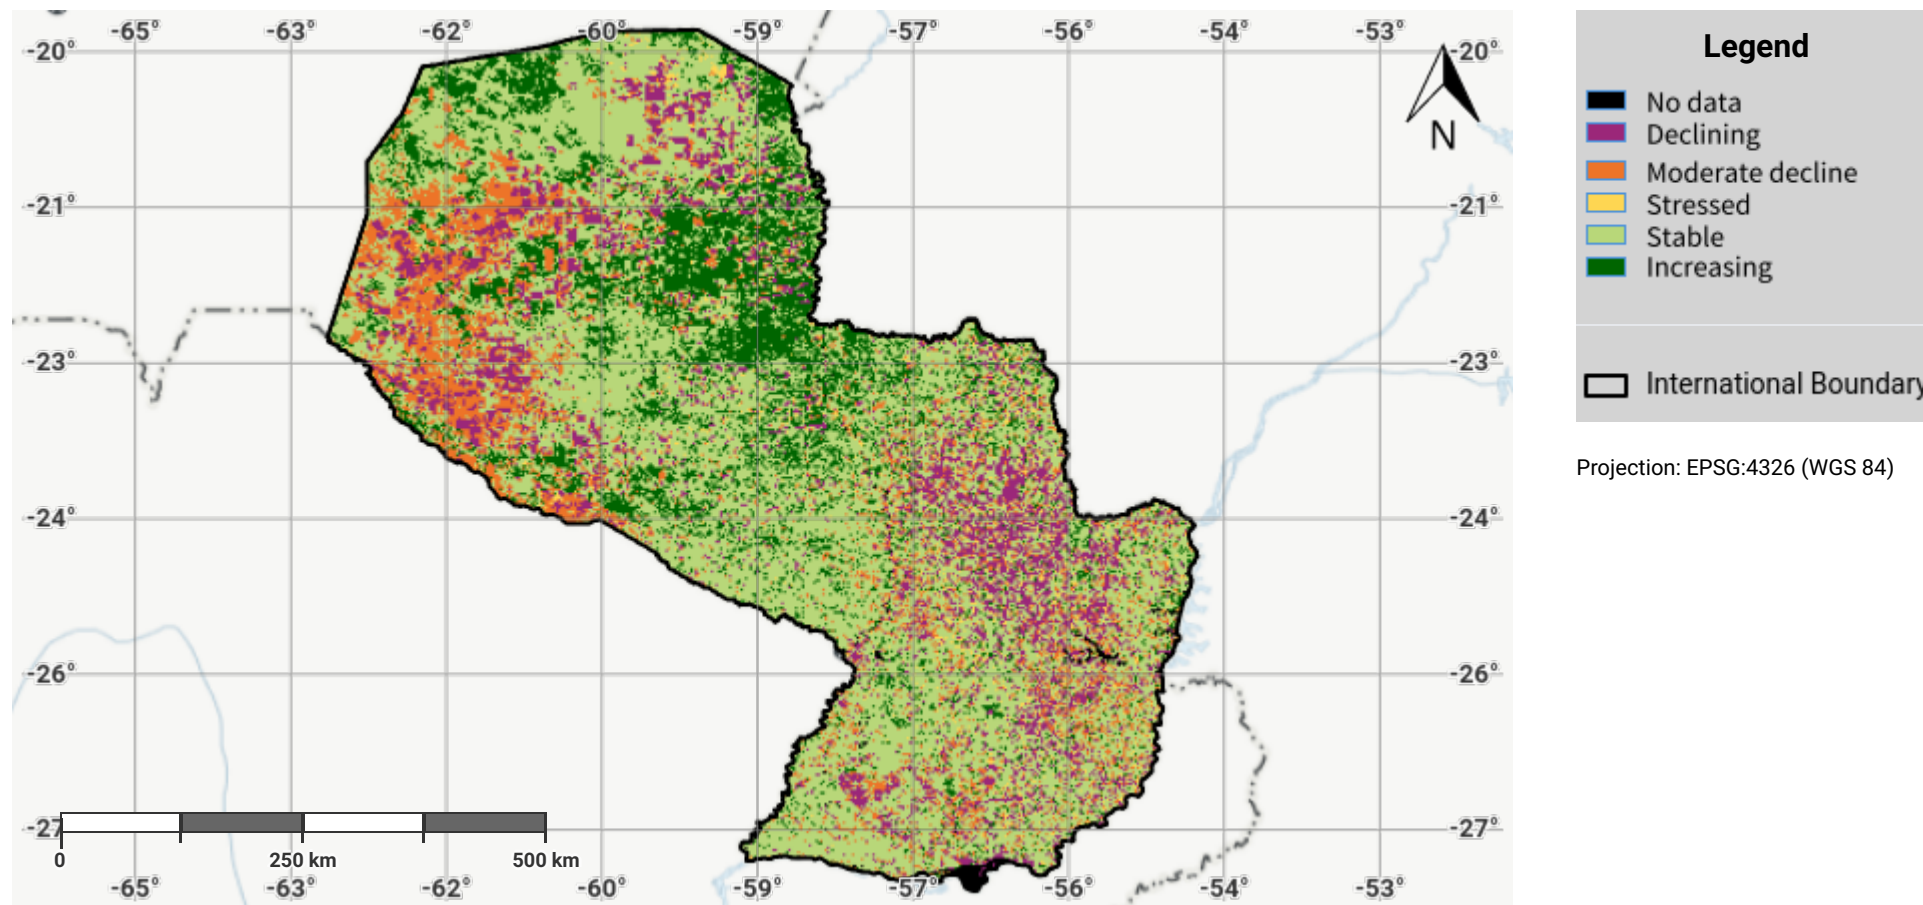 -65° -63° -62° -60° -59° -57° -56° -54° -53°
-20° -20°
N
-21° -21°
-23° -23°
-24° -24°
-26° -26°
-27 -27°
0 250 km 500 km
-65° -63° -62° -60° -59° -57° -56° -54° -53°
Legend
No data
Declining
Moderate decline
Stressed
Stable
Increasing
International Boundary
Projection: EPSG:4326 (WGS 84)